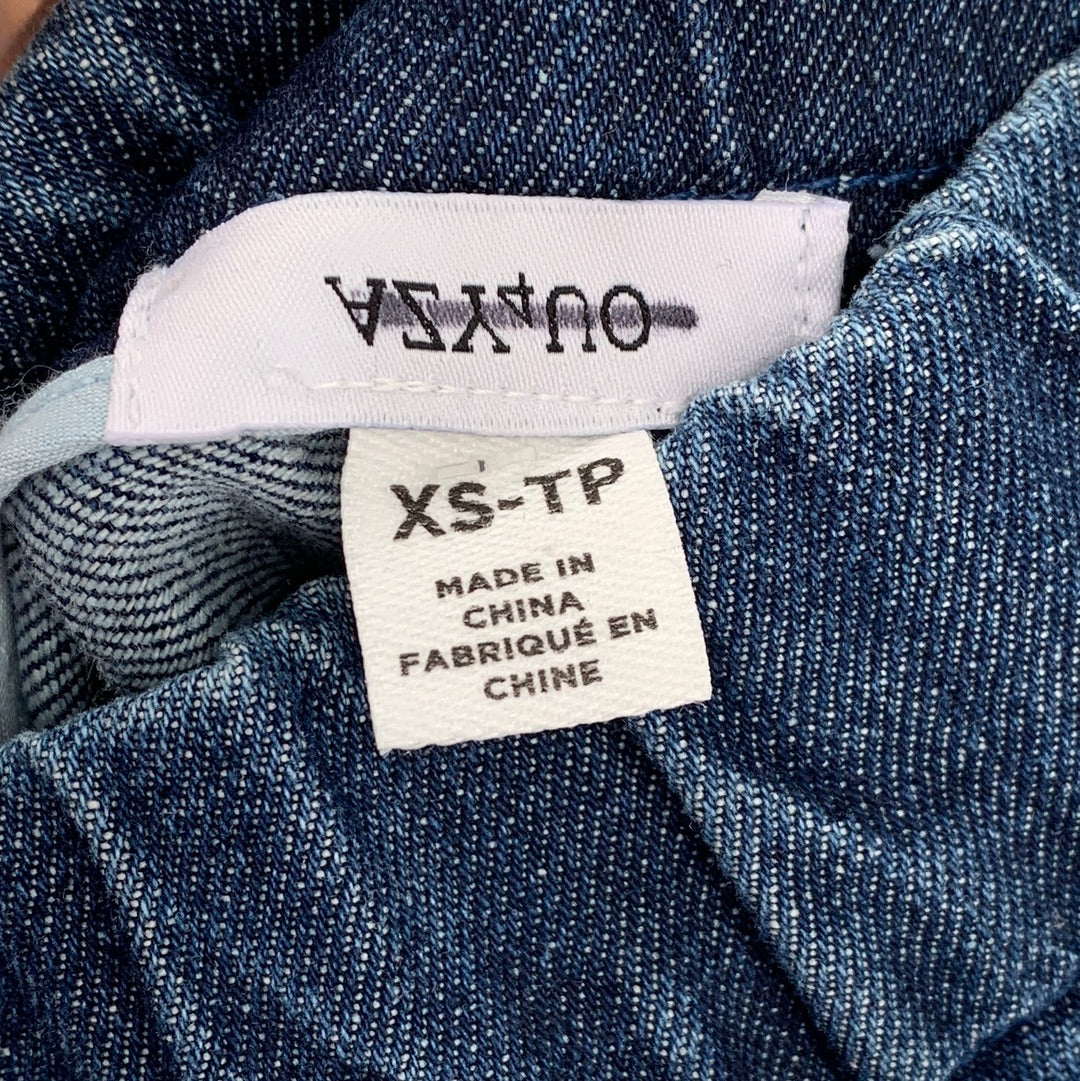 XS-TP
MADE IN
CHINA
FABRIQUÉ EN
CHINE